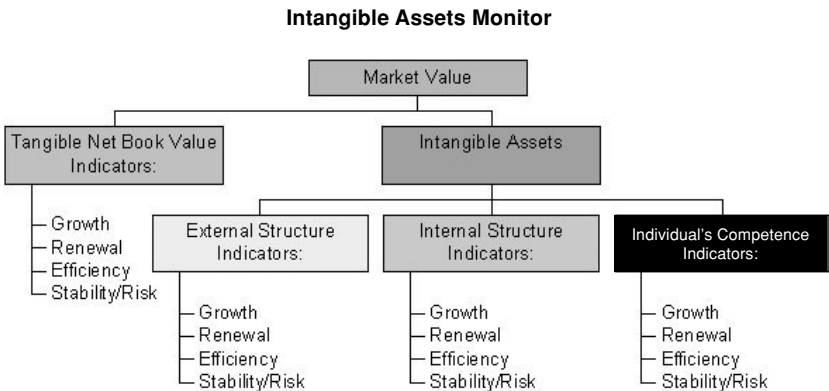 Intangible Assets Monitor
Market Value
Tangible Net Book Value
Indicators:
Growth
Renewal
Efficiency
Stability/Risk
Intangible Assets
External Structure
Indicators:
Growth
Renewal
Efficiency
Stability/Risk
Internal Structure
Indicators:
Growth
Renewal
Efficiency
Stability/Risk
Individual's Competence
Indicators:
Growth
Renewal
Efficiency
Stability/Risk